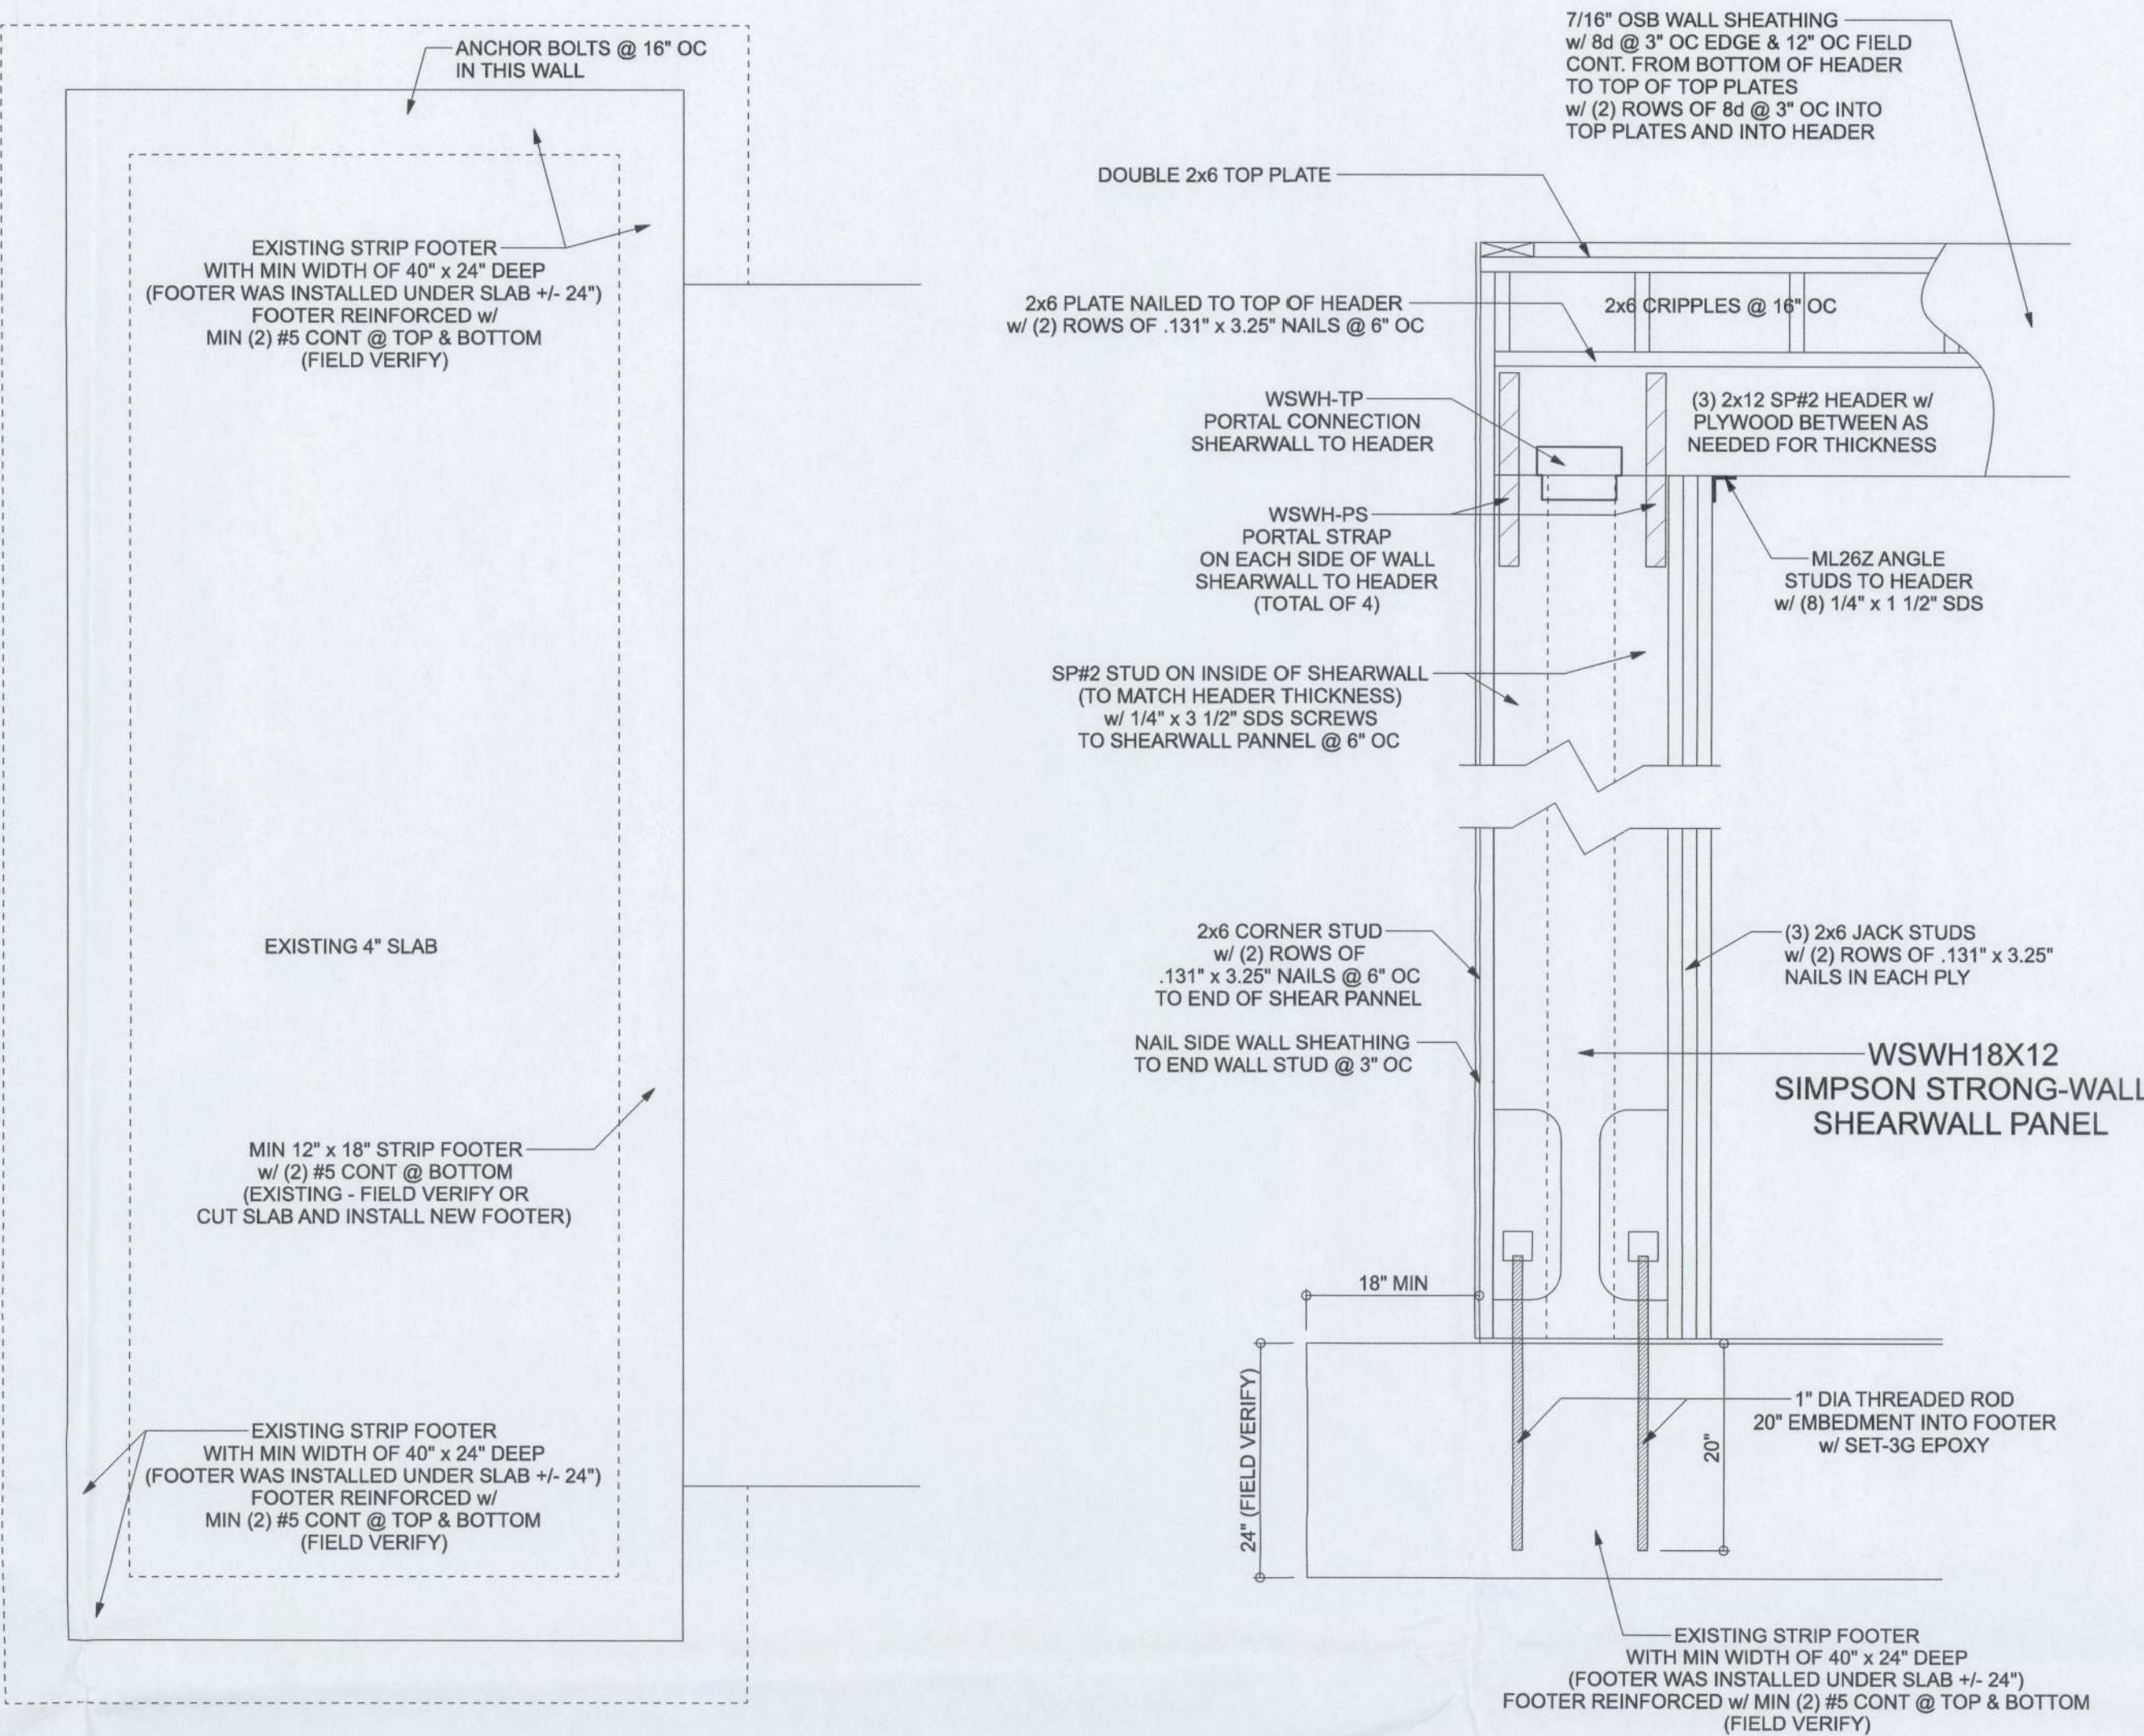 ANCHOR BOLTS @ 16" OC
IN THIS WALL
EXISTING STRIP FOOTER
WITH MIN WIDTH OF 40" x 24" DEEP
(FOOTER WAS INSTALLED UNDER SLAB +/- 24")
FOOTER REINFORCED w/
MIN (2) #5 CONT @ TOP & BOTTOM
(FIELD VERIFY)
EXISTING 4" SLAB
MIN 12" x 18" STRIP FOOTER
w/ (2) #5 CONT @ BOTTOM
(EXISTING - FIELD VERIFY OR
CUT SLAB AND INSTALL NEW FOOTER)
EXISTING STRIP FOOTER
WITH MIN WIDTH OF 40" x 24" DEEP
(FOOTER WAS INSTALLED UNDER SLAB +/- 24")
FOOTER REINFORCED w/
MIN (2) #5 CONT @ TOP & BOTTOM
(FIELD VERIFY)
7/16" OSB WALL SHEATHING
w/ 8d @ 3" OC EDGE & 12" OC FIELD
CONT. FROM BOTTOM OF HEADER
TO TOP OF TOP PLATES
w/ (2) ROWS OF 8d @ 3" OC INTO
TOP PLATES AND INTO HEADER
DOUBLE 2x6 TOP PLATE
2x6 PLATE NAILED TO TOP OF HEADER
w/ (2) ROWS OF .131" x 3.25" NAILS @ 6" OC
2x6 CRIPPLES @ 16" OC
WSWH-TP
PORTAL CONNECTION
SHEARWALL TO HEADER
(3) 2x12 SP#2 HEADER w/
PLYWOOD BETWEEN AS
NEEDED FOR THICKNESS
WSWH-PS
PORTAL STRAP
ON EACH SIDE OF WALL
SHEARWALL TO HEADER
(TOTAL OF 4)
ML26Z ANGLE
STUDS TO HEADER
w/ (8) 1/4" x 1 1/2" SDS
SP#2 STUD ON INSIDE OF SHEARWALL
(TO MATCH HEADER THICKNESS)
w/ 1/4" x 3 1/2" SDS SCREWS
TO SHEARWALL PANNEL @ 6" OC
2x6 CORNER STUD
w/ (2) ROWS OF
.131" x 3.25" NAILS @ 6" OC
TO END OF SHEAR PANNEL
(3) 2x6 JACK STUDS
w/ (2) ROWS OF .131" x 3.25"
NAILS IN EACH PLY
NAIL SIDE WALL SHEATHING
TO END WALL STUD @ 3" OC
WSWH18X12
SIMPSON STRONG-WALL
SHEARWALL PANEL
18" MIN
24" (FIELD VERIFY)
20"
1" DIA THREADED ROD
20" EMBEDMENT INTO FOOTER
w/ SET-3G EPOXY
EXISTING STRIP FOOTER
WITH MIN WIDTH OF 40" x 24" DEEP
(FOOTER WAS INSTALLED UNDER SLAB +/- 24")
FOOTER REINFORCED w/ MIN (2) #5 CONT @ TOP & BOTTOM
(FIELD VERIFY)